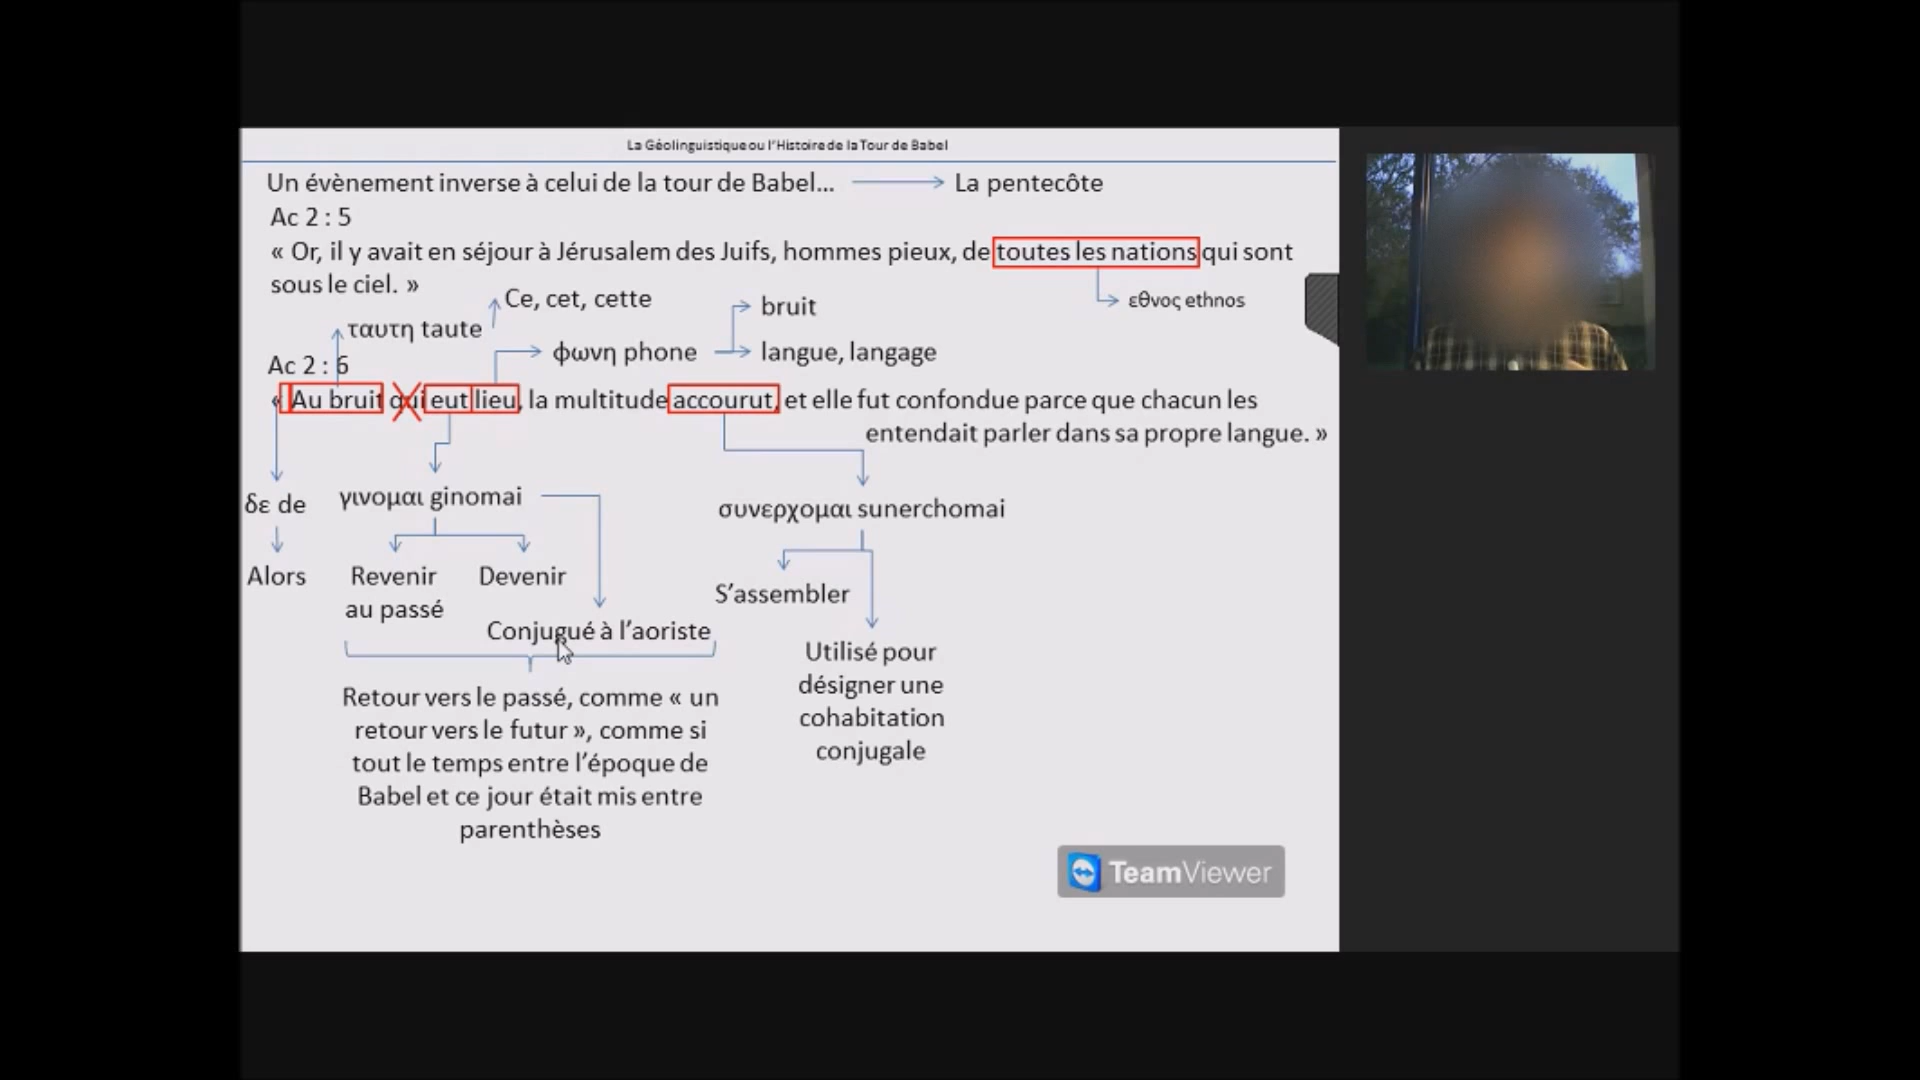 La Géolinguistique ou l'Histoire de la Tour de Babel
Un évènement inverse à celui de la tour de Babel... La pentecôte
Ac 2 : 5
« Or, il y avait en séjour à Jérusalem des Juifs, hommes pieux, de toutes les nations qui sont
sous le ciel. »
Ce, cet, cette
bruit
εθνος ethnos
ταυτη taute
φωνη phone
langue, langage
Ac 2 : 6
« Au bruit qui eut lieu, la multitude accourut, et elle fut confondue parce que chacun les
entendait parler dans sa propre langue. »
δε de
γινομαι ginomai
συνερχομαι sunerchomai
Alors
Revenir
au passé
Devenir
S'assembler
Conjugué à l'aoriste
Utilisé pour
désigner une
cohabitation
conjugale
Retour vers le passé, comme « un
retour vers le futur », comme si
tout le temps entre l'époque de
Babel et ce jour était mis entre
parenthèses
TeamViewer